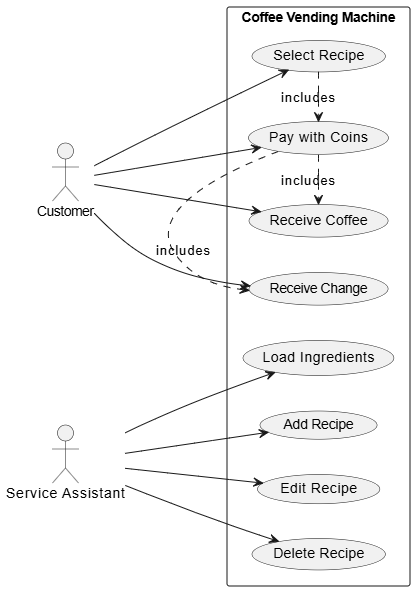 Coffee Vending Machine
Select Recipe
includes
Pay with Coins
includes
Customer
Receive Coffee
includes
Receive Change
Load Ingredients
Add Recipe
Service Assistant
Edit Recipe
Delete Recipe